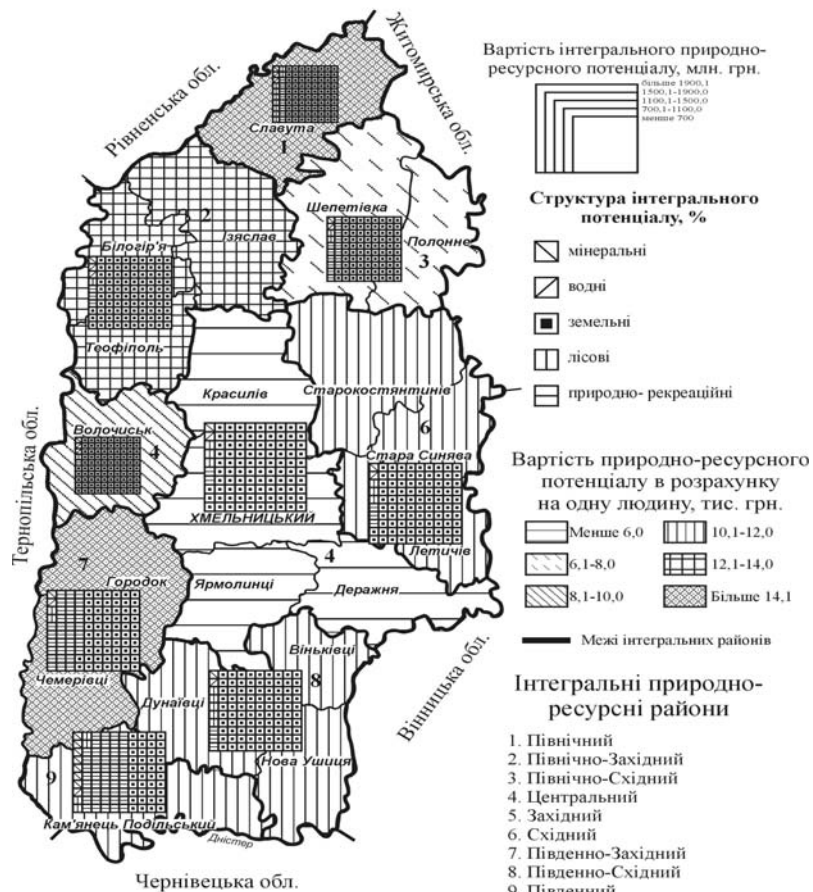 Житомирська обл.
Рівненська обл.
Славута
1
2
Ізяслав
Білогір'я
Теофіполь
Шепетівка
Полонне
3
Красилів
Старокостянтинів
6
Стара Синява
Летичів
Волочиськ
4
ХМЕЛЬНИЦЬКИЙ
Тернопільська обл.
7
Городок
Чемерівці
4
Ярмолинці
Деражня
Віньківці
Дунаївці
8
Нова Ушиця
Вінницька обл.
9
Кам'янець Подільський
Дністер
Чернівецька обл.
Вартість інтегрального природно-
ресурсного потенціалу, млн. грн.
більше 1900,1
1500,1-1900,0
1100,1-1500,0
700,1-1100,0
менше 700
Структура інтегрального
потенціалу, %
мінеральні
водні
земельні
лісові
природно- рекреаційні
Вартість природно-ресурсного
потенціалу в розрахунку
на одну людину, тис. грн.
Менше 6,0
10,1-12,0
6,1-8,0
12,1-14,0
8,1-10,0
Більше 14,1
Межі інтегральних районів
Інтегральні природно-
ресурсні райони
1. Північний
2. Північно-Західний
3. Північно-Східний
4. Центральний
5. Західний
6. Східний
7. Південно-Західний
8. Південно-Східний
9. Південний